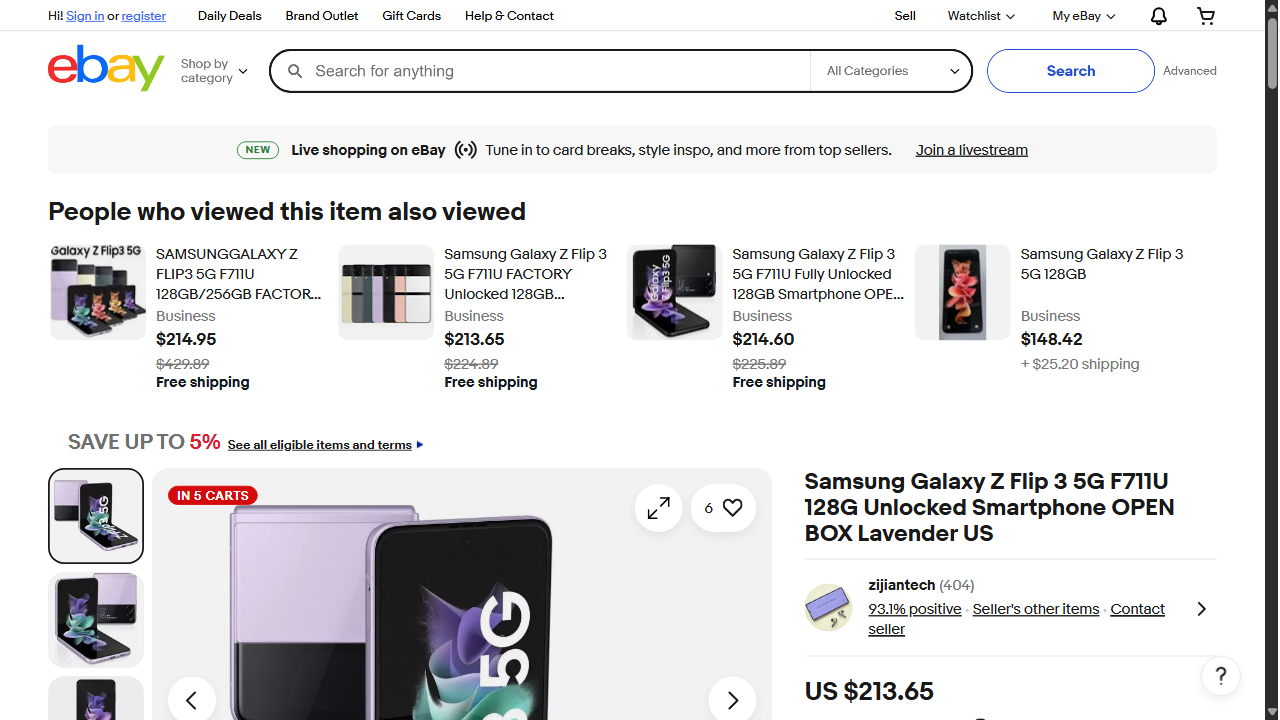 Hi! Sign in or register
Daily Deals
Brand Outlet
Gift Cards
Help & Contact
Sell
Watchlist
My eBay
ebay
Shop by
category
Search for anything
All Categories
Search
Advanced
NEW
Live shopping on eBay
Tune in to card breaks, style inspo, and more from top sellers.
Join a livestream
People who viewed this item also viewed
Galaxy Z Flip3 5G
SAMSUNGGALAXY Z
FLIP3 5G F711U
128GB/256GB FACTOR...
Business
$214.95
$429.89
Free shipping
Samsung Galaxy Z Flip 3
5G F711U FACTORY
Unlocked 128GB...
Business
$213.65
$224.89
Free shipping
Galaxy Z Flip3 5G
Samsung Galaxy Z Flip 3
5G F711U Fully Unlocked
128GB Smartphone OPE...
Business
$214.60
$225.89
Free shipping
Samsung Galaxy Z Flip 3
5G 128GB
Business
$148.42
+ $25.20 shipping
SAVE UP TO 5% See all eligible items and terms
IN 5 CARTS
6
3 5G
Samsung Galaxy Z Flip 3 5G F711U
128G Unlocked Smartphone OPEN
BOX Lavender US
zijiantech (404)
93.1% positive
Seller's other items
Contact
seller
US $213.65
?